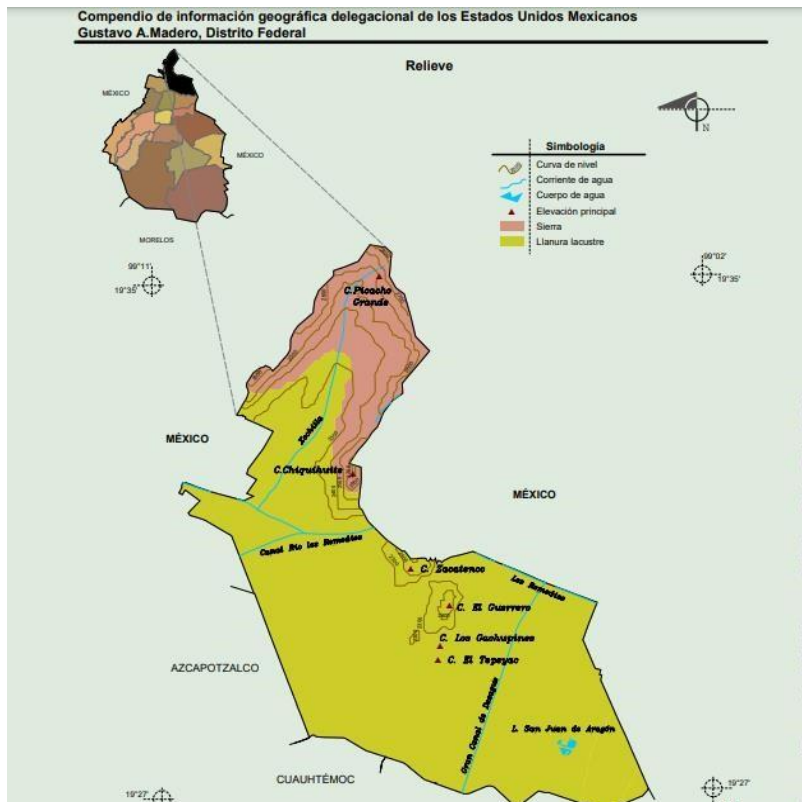 Compendio de información geográfica delegacional de los Estados Unidos Mexicanos
Gustavo A.Madero, Distrito Federal
Relieve
MÉXICO
MÉXICO
MORELOS
N
Simbología
Curva de nivel
Corriente de agua
Cuerpo de agua
Elevación principal
Sierra
Llanura lacustre
99°11'
19°35'
99°02'
19°35'
C. Picacho
Grande
MÉXICO
C.Chiquihuite
MÉXICO
Canal Río los Remedios
C. Zacatenco
Los Remedios
C. El Guerrero
C. Los Gachupines
C. El Tepeyac
AZCAPOTZALCO
Gran Canal de Desagüe
L. San Juan de Aragón
CUAUHTÉMOC
19°27'
19°27'